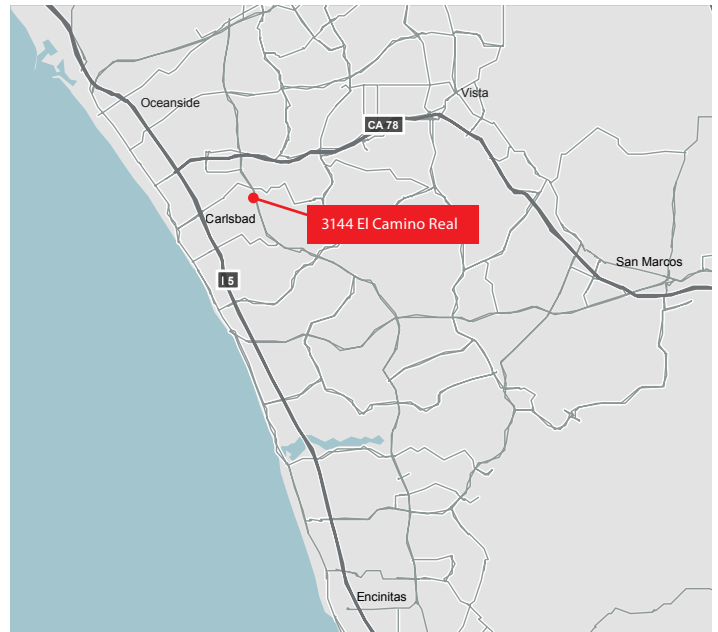 Vista
Oceanside
CA 78
Carlsbad
3144 El Camino Real
San Marcos
I 5
Encinitas